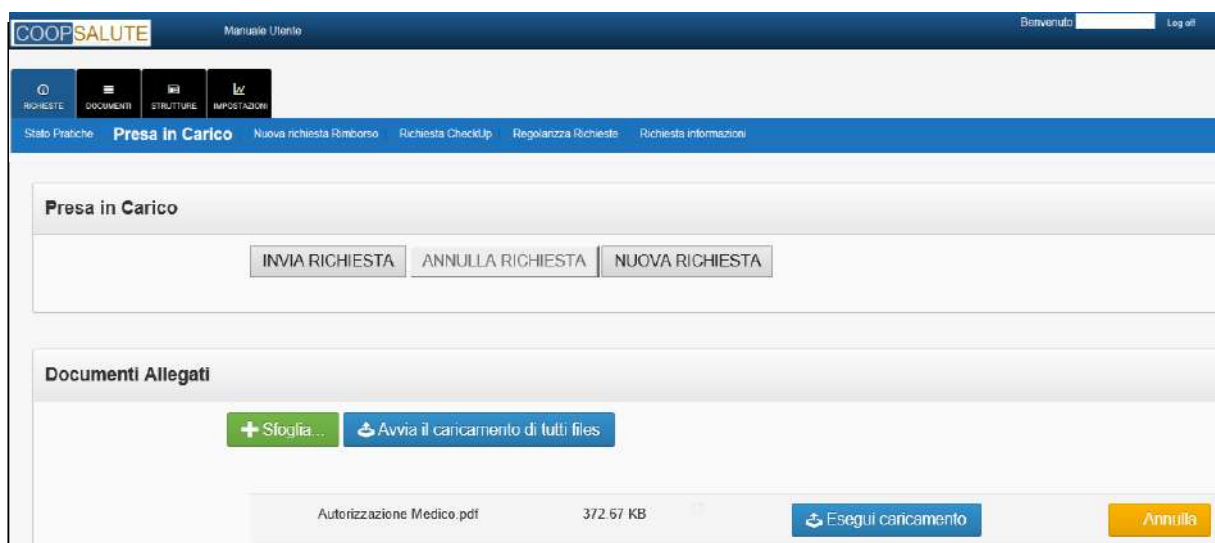 COOPSALUTE Manuale Utente Benvenuto Log off
RICHIESTE DOCUMENTI STRUTTURE IMPOSTAZIONI
Stato Pratiche Presa in Carico Nuova richiesta Rimborso Richiesta CheckUp Regolarizza Richieste Richiesta informazioni
Presa in Carico
INVIA RICHIESTA ANNULLA RICHIESTA NUOVA RICHIESTA
Documenti Allegati
Sfoglia... Avvia il caricamento di tutti files
Autorizzazione Medico.pdf 372.67 KB Esegui caricamento Annulla